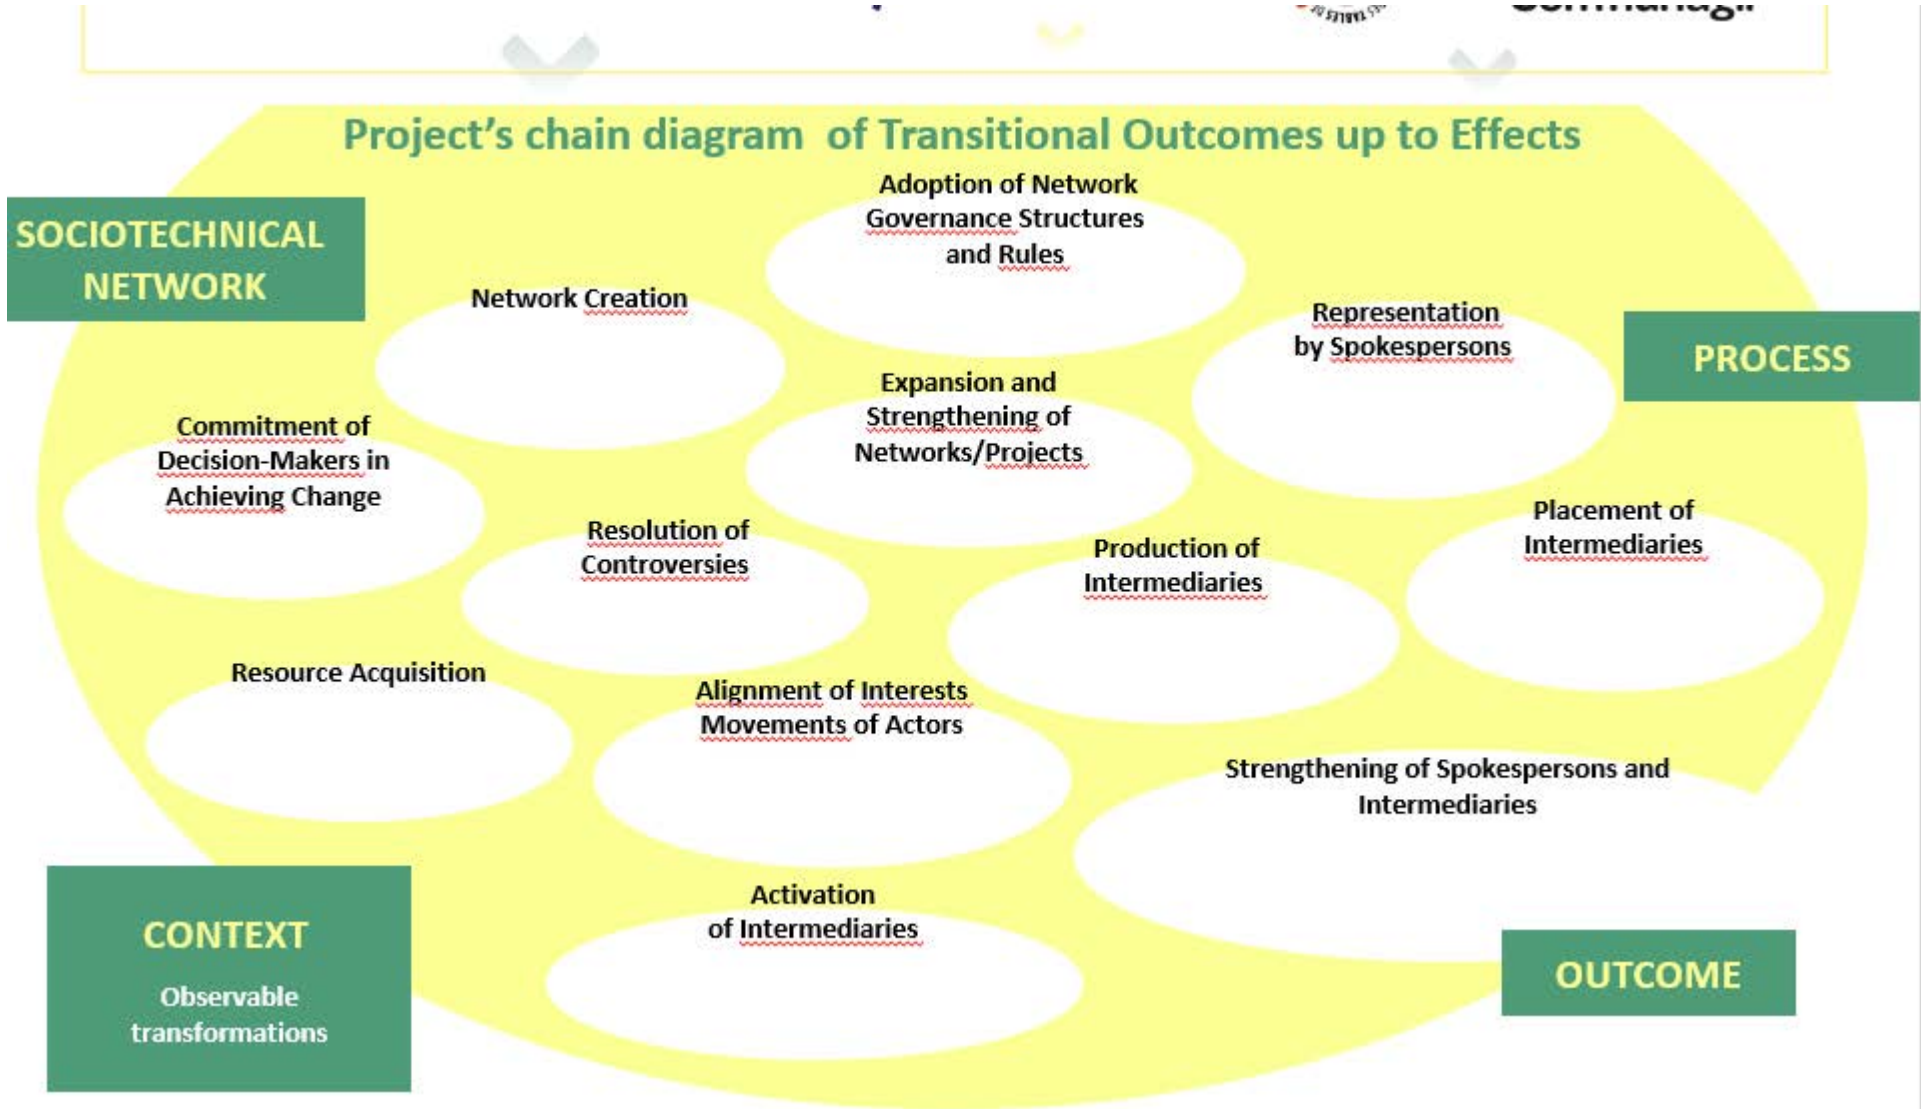 ES TABLES D
Project's chain diagram of Transitional Outcomes up to Effects
Adoption of Network
Governance Structures
and Rules
SOCIOTECHNICAL
NETWORK
Network Creation
Representation
by Spokespersons
PROCESS
Expansion and
Strengthening of
Networks/Projects
Commitment of
Decision-Makers in
Achieving Change
Resolution of
Controversies
Placement of
Intermediaries
Production of
Intermediaries
Resource Acquisition
Alignment of Interests
Movements of Actors
Strengthening of Spokespersons and
Intermediaries
Activation
of Intermediaries
CONTEXT
Observable
transformations
OUTCOME